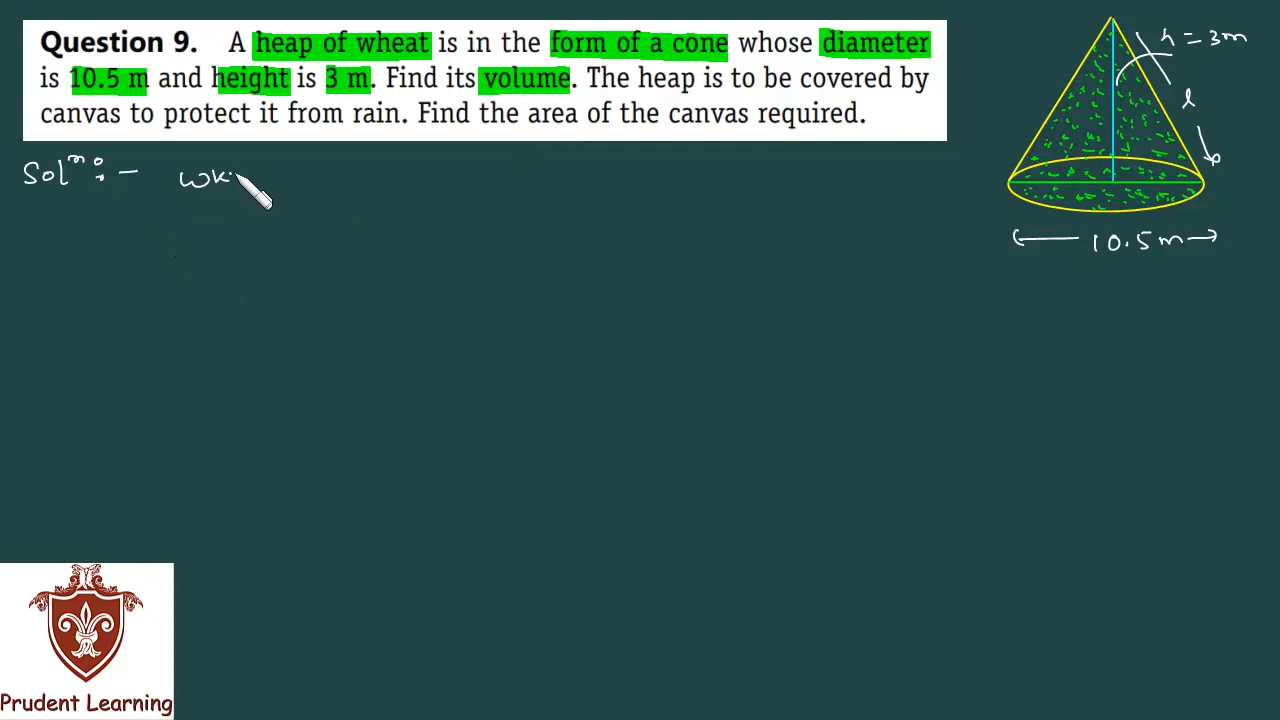 Question 9. A heap of wheat is in the form of a cone whose diameter
is 10.5 m and height is 3 m. Find its volume. The heap is to be covered by
canvas to protect it from rain. Find the area of the canvas required.
h = 3m
l
10.5m
Solⁿ :- WK.
Prudent Learning